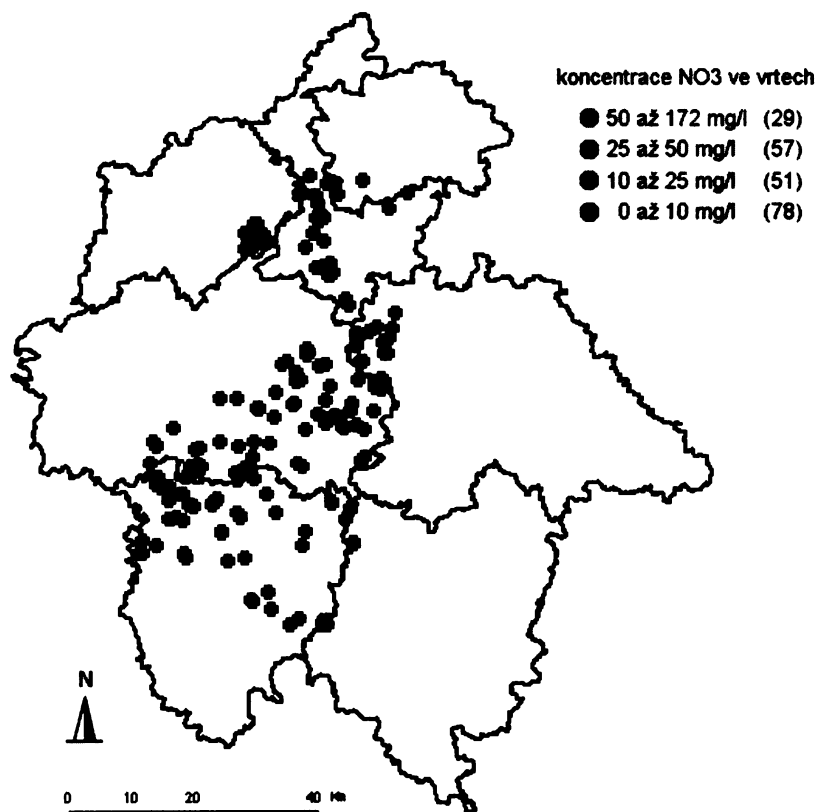 koncentrace NO3 ve vrtech
50 až 172 mg/l (29)
25 až 50 mg/l (57)
10 až 25 mg/l (51)
0 až 10 mg/l (78)
N
0 10 20 40 Km